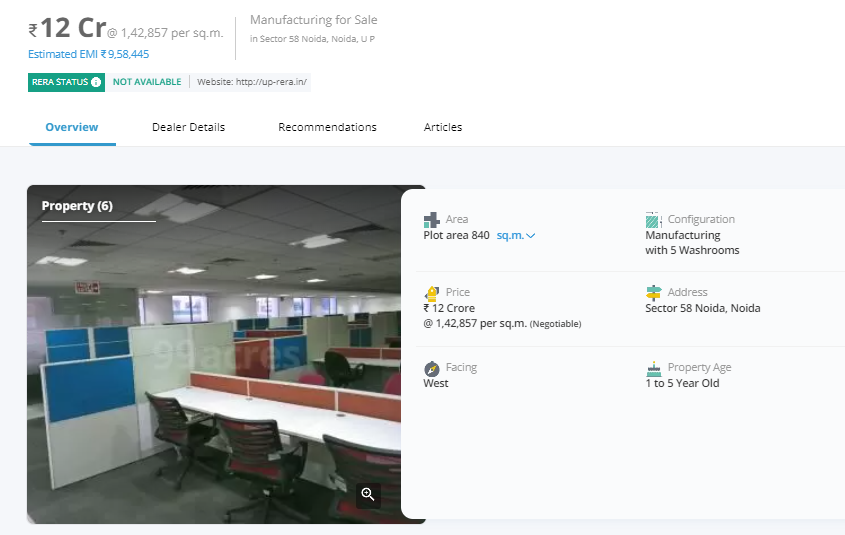 ₹ 12 Cr @ 1,42,857 per sq.m.
Estimated EMI ₹ 9,58,445
Manufacturing for Sale
in Sector 58 Noida, Noida, U P
RERA STATUS i NOT AVAILABLE Website: http://up-rera.in/
Overview Dealer Details Recommendations Articles
Property (6)
99acres
Area
Plot area 840 sq.m.
Configuration
Manufacturing
with 5 Washrooms
Price
₹ 12 Crore
@ 1,42,857 per sq.m. (Negotiable)
Address
Sector 58 Noida, Noida
Facing
West
Property Age
1 to 5 Year Old